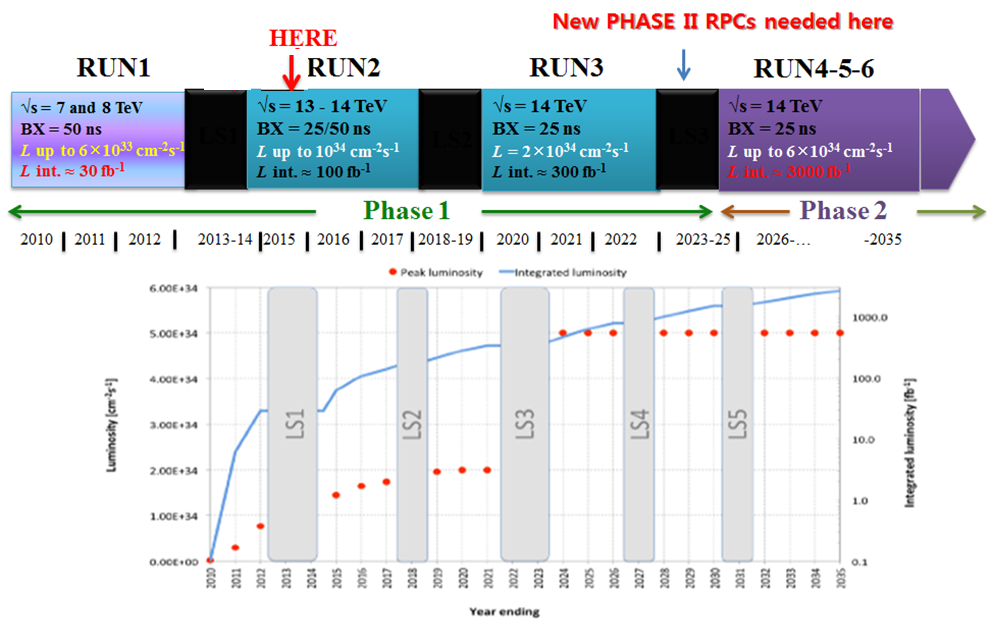 New PHASE II RPCs needed here
HERE
RUN1 RUN2 RUN3 RUN4-5-6
√s = 7 and 8 TeV
BX = 50 ns
L up to 6×10³³ cm⁻²s⁻¹
L int. ≈ 30 fb⁻¹
LS1
√s = 13 - 14 TeV
BX = 25/50 ns
L up to 10³⁴ cm⁻²s⁻¹
L int. ≈ 100 fb⁻¹
LS2
√s = 14 TeV
BX = 25 ns
L = 2×10³⁴ cm⁻²s⁻¹
L int. ≈ 300 fb⁻¹
LS3
√s = 14 TeV
BX = 25 ns
L up to 6×10³⁴ cm⁻²s⁻¹
L int. ≈ 3000 fb⁻¹
Phase 1 Phase 2
2010 | 2011 | 2012 | 2013-14 | 2015 | 2016 | 2017 | 2018-19 | 2020 | 2021 | 2022 | 2023-25 | 2026-… -2035
Peak luminosity Integrated luminosity
Luminosity [cm⁻²s⁻¹]
6.00E+34
5.00E+34
4.00E+34
3.00E+34
2.00E+34
1.00E+34
0.00E+00
LS1 LS2 LS3 LS4 LS5
1000.0
100.0
10.0
1.0
0.1
Integrated luminosity [fb⁻¹]
2010 2011 2012 2013 2014 2015 2016 2017 2018 2019 2020 2021 2022 2023 2024 2025 2026 2027 2028 2029 2030 2031 2032 2033 2034 2035
Year ending